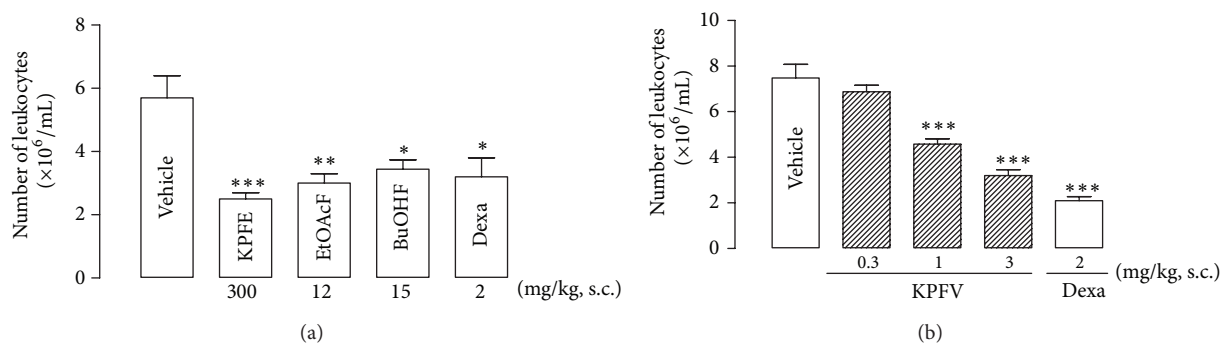 8
6
4
2
0
Number of leukocytes
(×10⁶/mL)
Vehicle
***
KPFE
**
EtOAcF
*
BuOHF
*
Dexa
300 12 15 2 (mg/kg, s.c.)
(a)
10
8
6
4
2
0
Number of leukocytes
(×10⁶/mL)
Vehicle
***
***
***
0.3 1 3 2 (mg/kg, s.c.)
KPFV Dexa
(b)